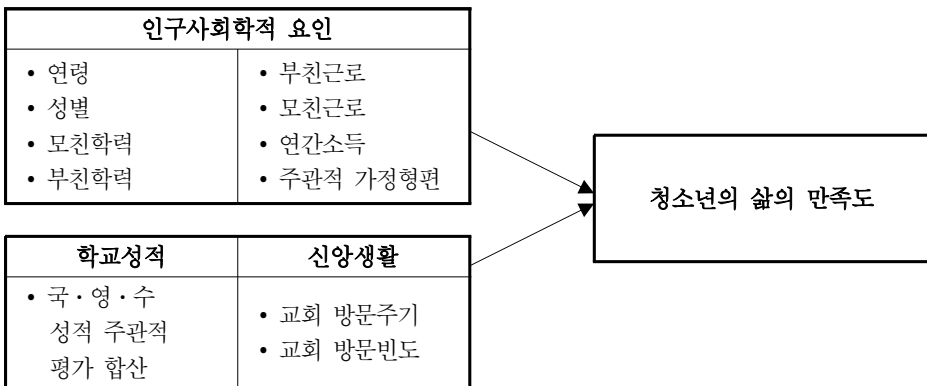 인구사회학적 요인
• 연령
• 성별
• 모친학력
• 부친학력
• 부친근로
• 모친근로
• 연간소득
• 주관적 가정형편
청소년의 삶의 만족도
학교성적
• 국·영·수
성적 주관적
평가 합산
신앙생활
• 교회 방문주기
• 교회 방문빈도